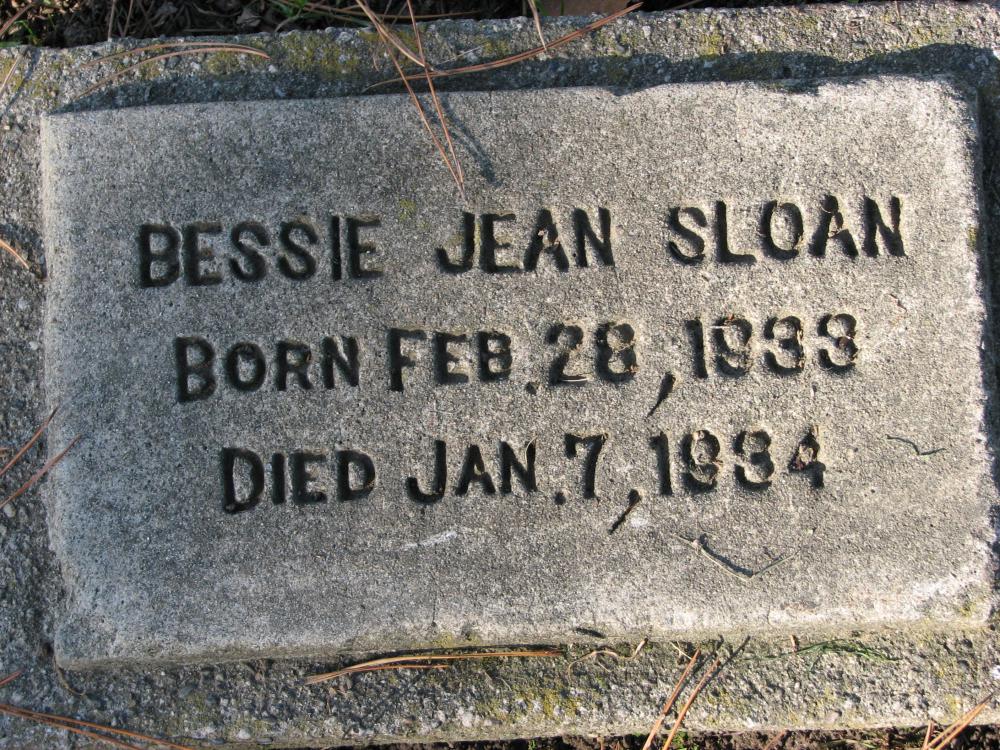 BESSIE JEAN SLOAN
BORN FEB. 28, 1933
DIED JAN. 7, 1934